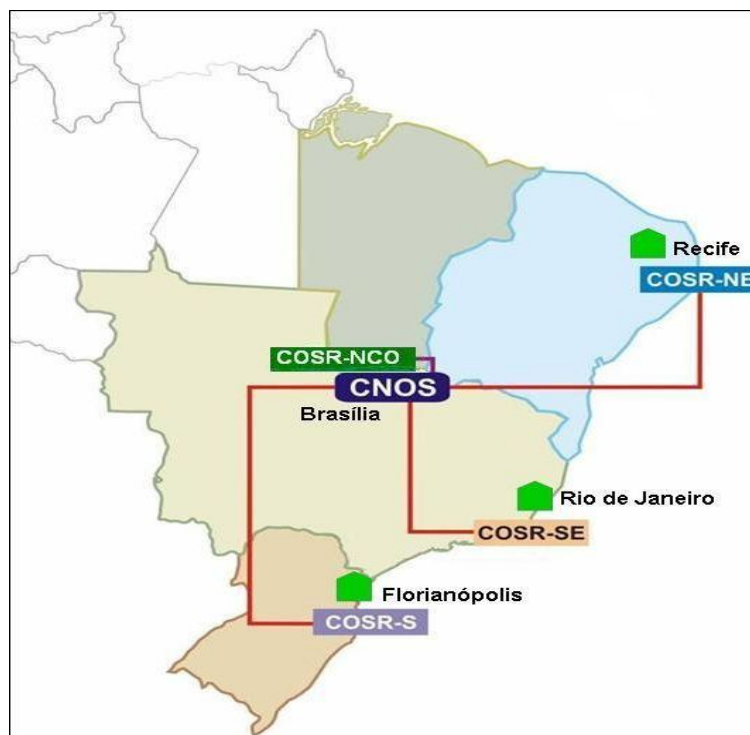 Recife
COSR-NE
COSR-NCO
CNOS
Brasília
Rio de Janeiro
COSR-SE
Florianópolis
COSR-S